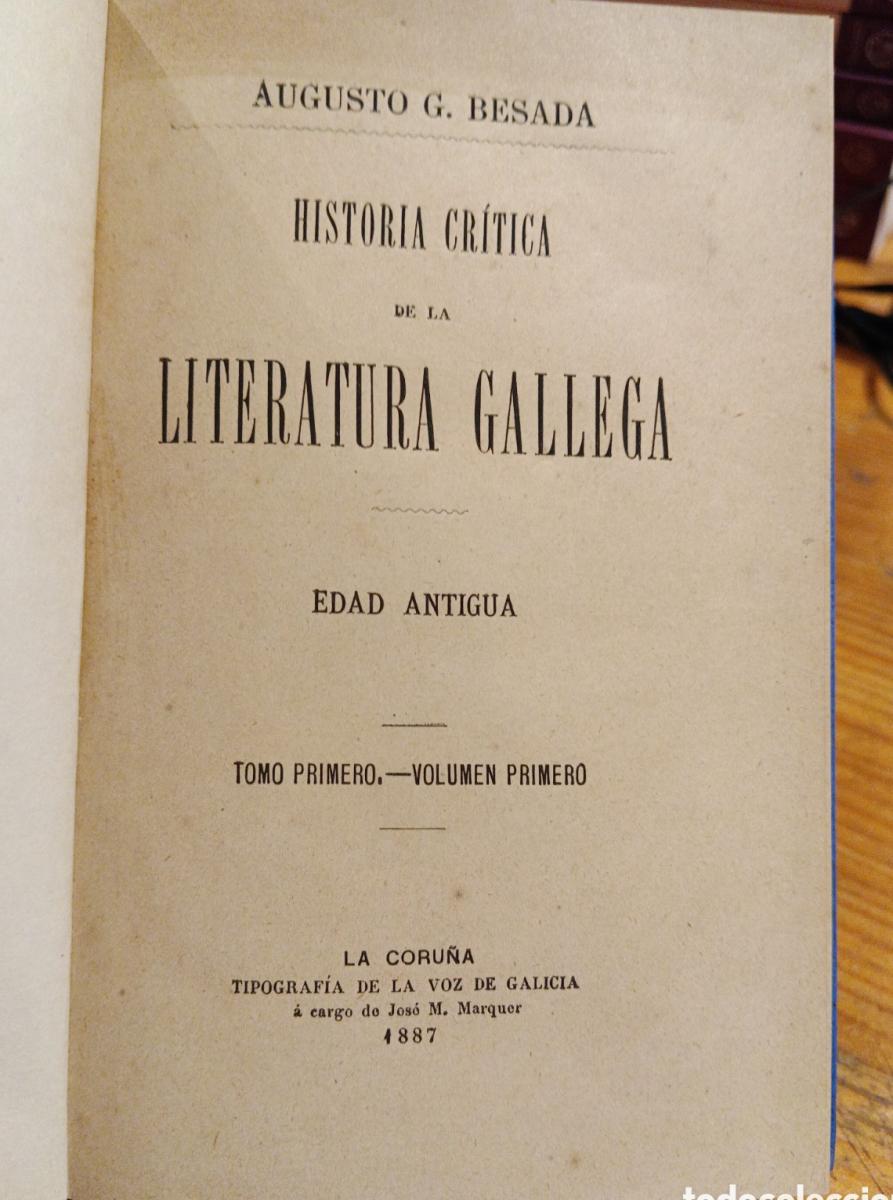 AUGUSTO G. BESADA
HISTORIA CRÍTICA
DE LA
LITERATURA GALLEGA
EDAD ANTIGUA
TOMO PRIMERO.—VOLUMEN PRIMERO
LA CORUÑA
TIPOGRAFÍA DE LA VOZ DE GALICIA
á cargo de José M. Marquer
1887
todocoleccion